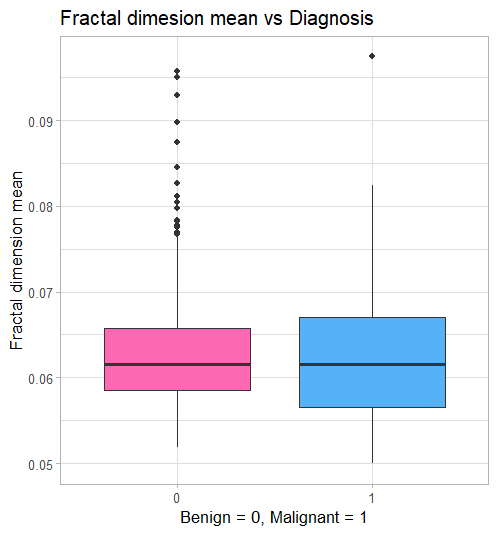 Fractal dimesion mean vs Diagnosis
Fractal dimension mean
0.09
0.08
0.07
0.06
0.05
0
1
Benign = 0, Malignant = 1